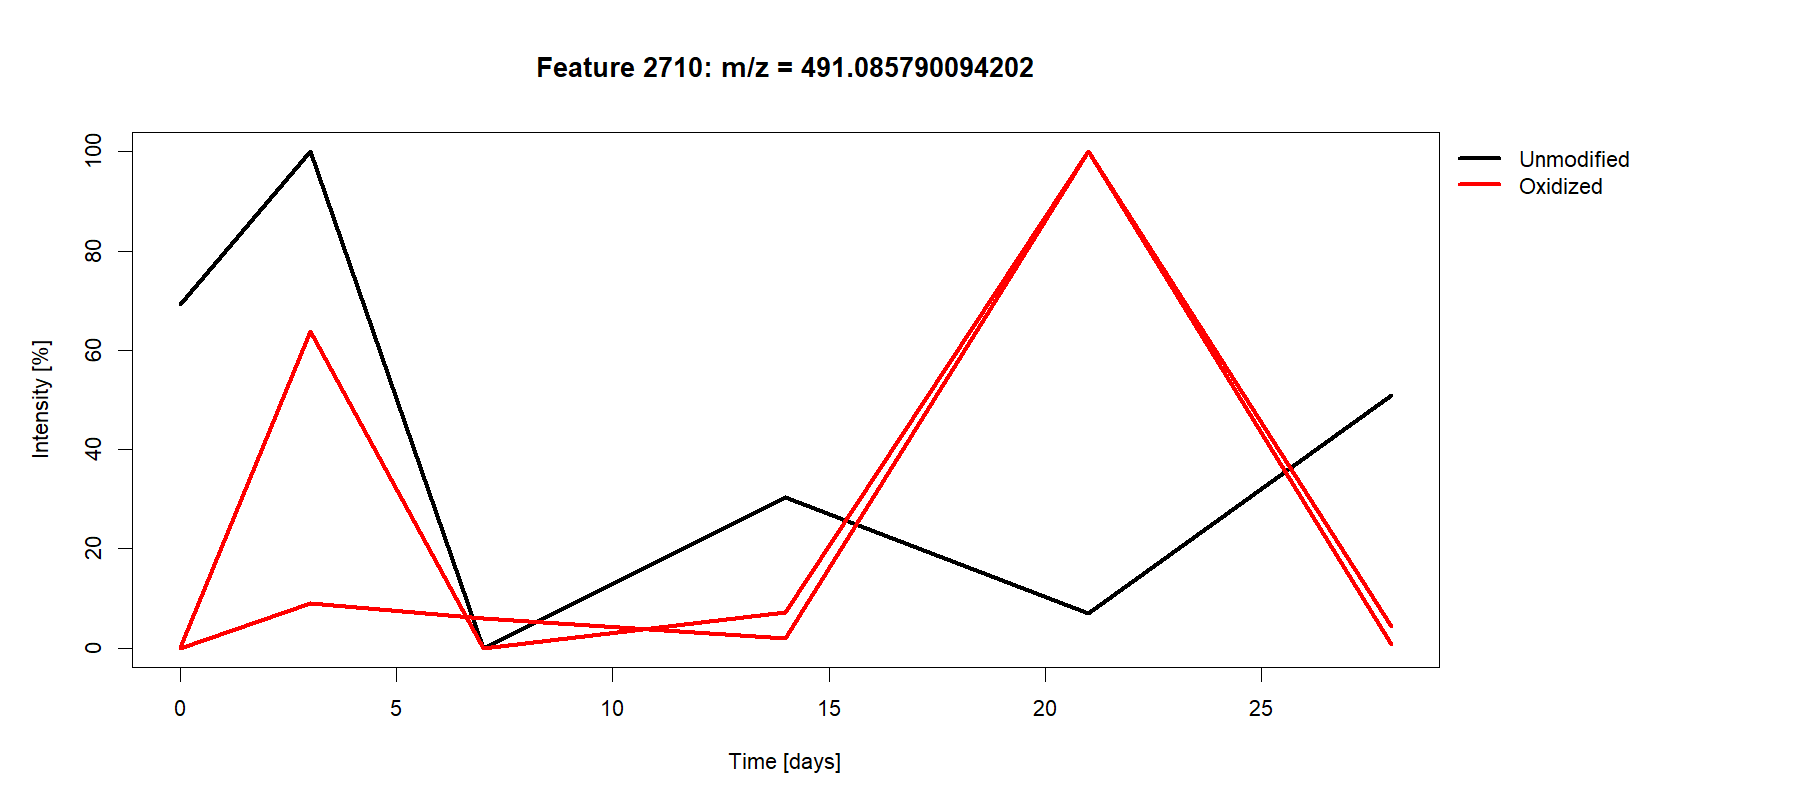 Feature 2710: m/z = 491.085790094202
Unmodified
Oxidized
Intensity [%]
100
80
60
40
20
0
0 5 10 15 20 25
Time [days]